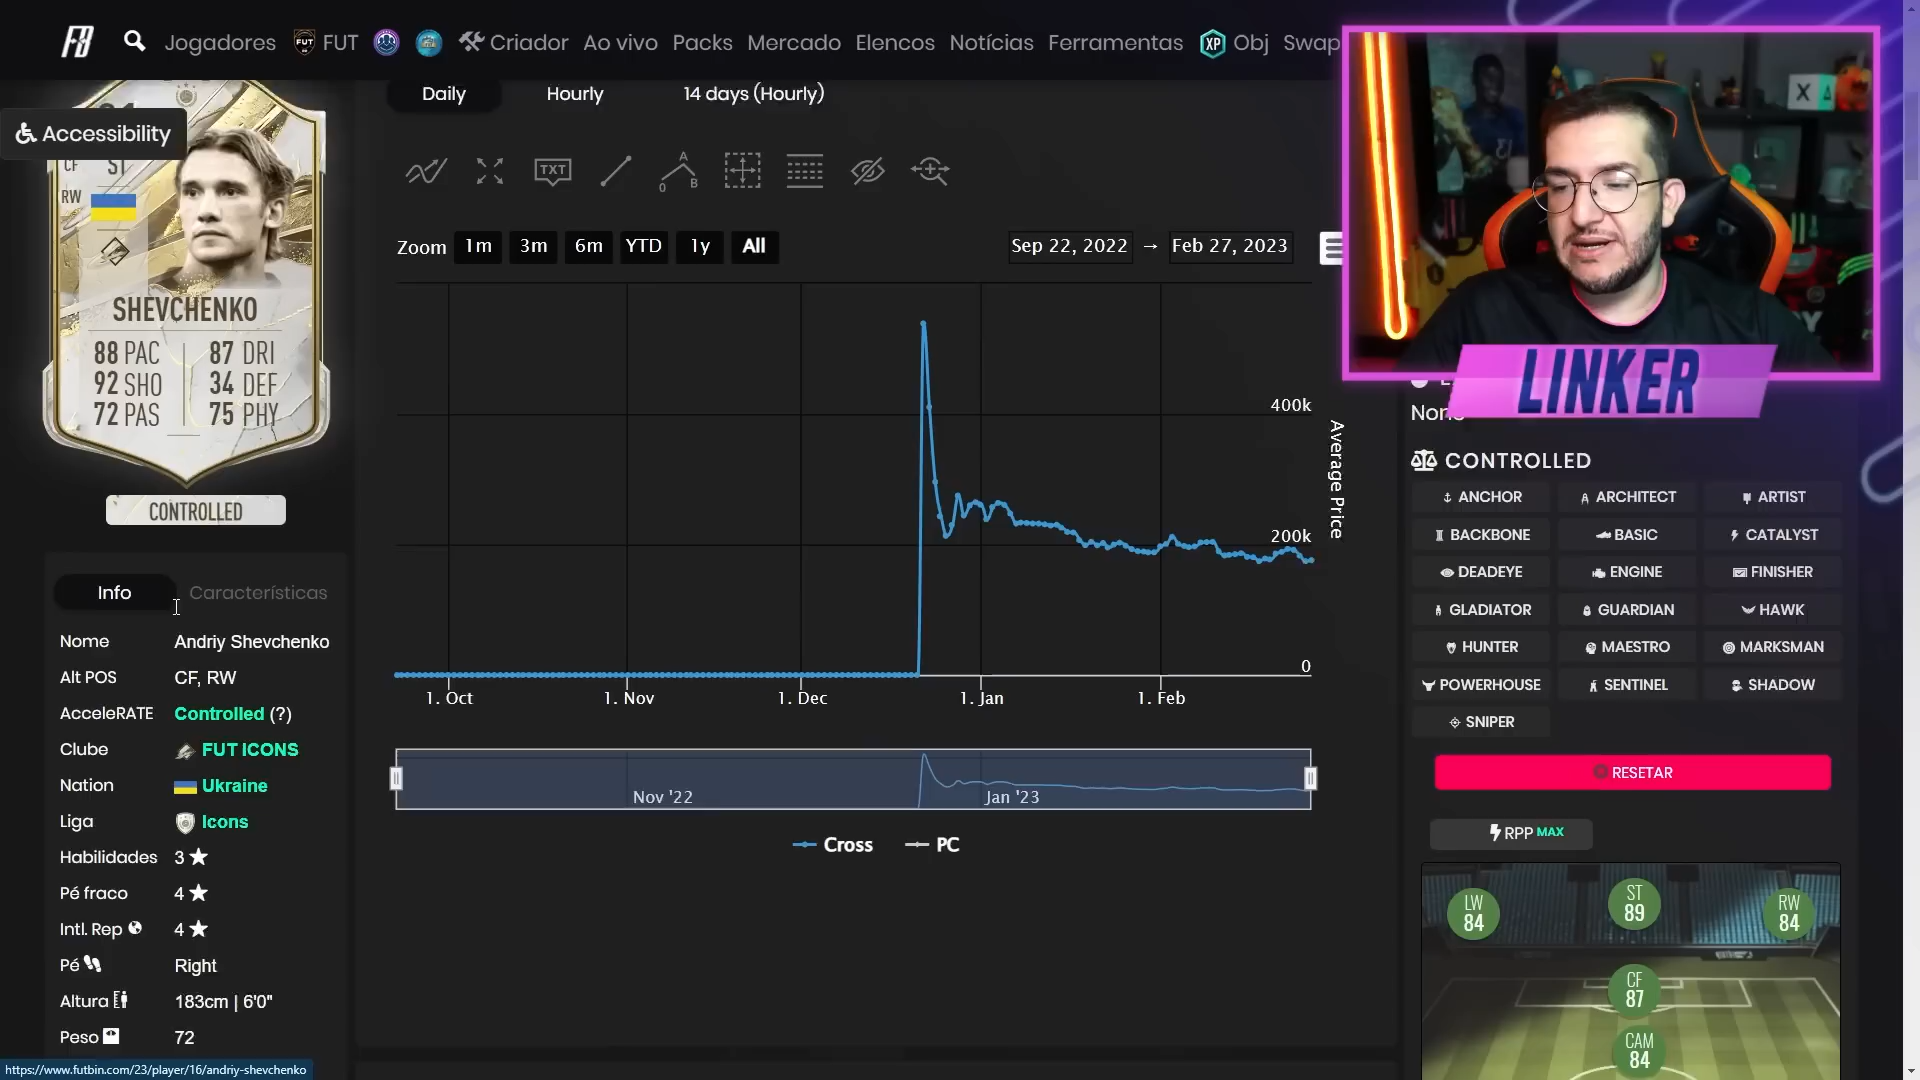 Jogadores FUT Criador Ao vivo Packs Mercado Elencos Notícias Ferramentas XP Obj Swap
Accessibility
CF ST
RW
SHEVCHENKO
88 PAC 87 DRI
92 SHO 34 DEF
72 PAS 75 PHY
CONTROLLED
Info Características
Nome Andriy Shevchenko
Alt POS CF, RW
AcceleRATE Controlled (?)
Clube FUT ICONS
Nation Ukraine
Liga Icons
Habilidades 3
Pé fraco 4
Intl. Rep 4
Pé Right
Altura 183cm | 6'0"
Peso 72
https://www.futbin.com/23/player/16/andriy-shevchenko
Daily Hourly 14 days (Hourly)
TXT
A
0 B
Zoom 1m 3m 6m YTD 1y All
Sep 22, 2022 → Feb 27, 2023
400k
200k
0
Average Price
1. Oct 1. Nov 1. Dec 1. Jan 1. Feb
Nov '22 Jan '23
Cross PC
LINKER
CONTROLLED
ANCHOR ARCHITECT ARTIST
BACKBONE BASIC CATALYST
DEADEYE ENGINE FINISHER
GLADIATOR GUARDIAN HAWK
HUNTER MAESTRO MARKSMAN
POWERHOUSE SENTINEL SHADOW
SNIPER
RESETAR
RPP MAX
LW 84
ST 89
RW 84
CF 87
CAM 84